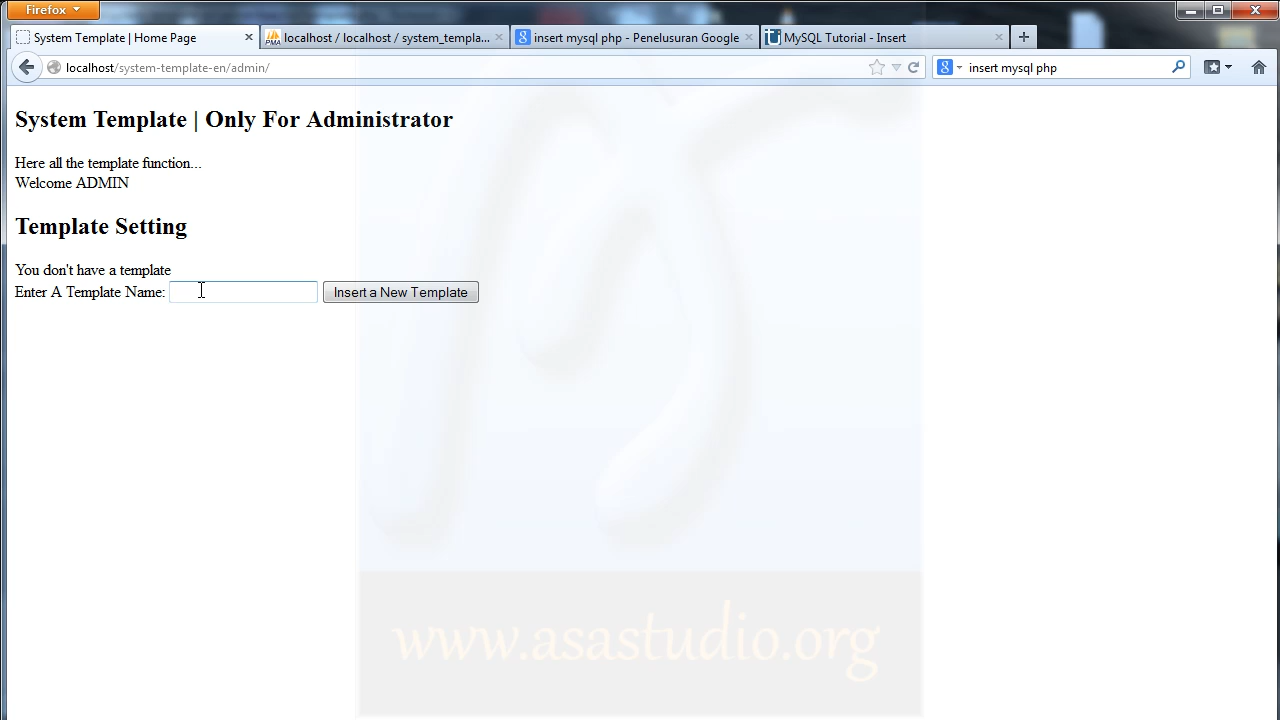 Firefox
System Template | Home Page
localhost / localhost / system_templa...
insert mysql php - Penelusuran Google
MySQL Tutorial - Insert
localhost/system-template-en/admin/
insert mysql php
System Template | Only For Administrator
Here all the template function...
Welcome ADMIN
Template Setting
You don't have a template
Enter A Template Name:
Insert a New Template
www.asastudio.org